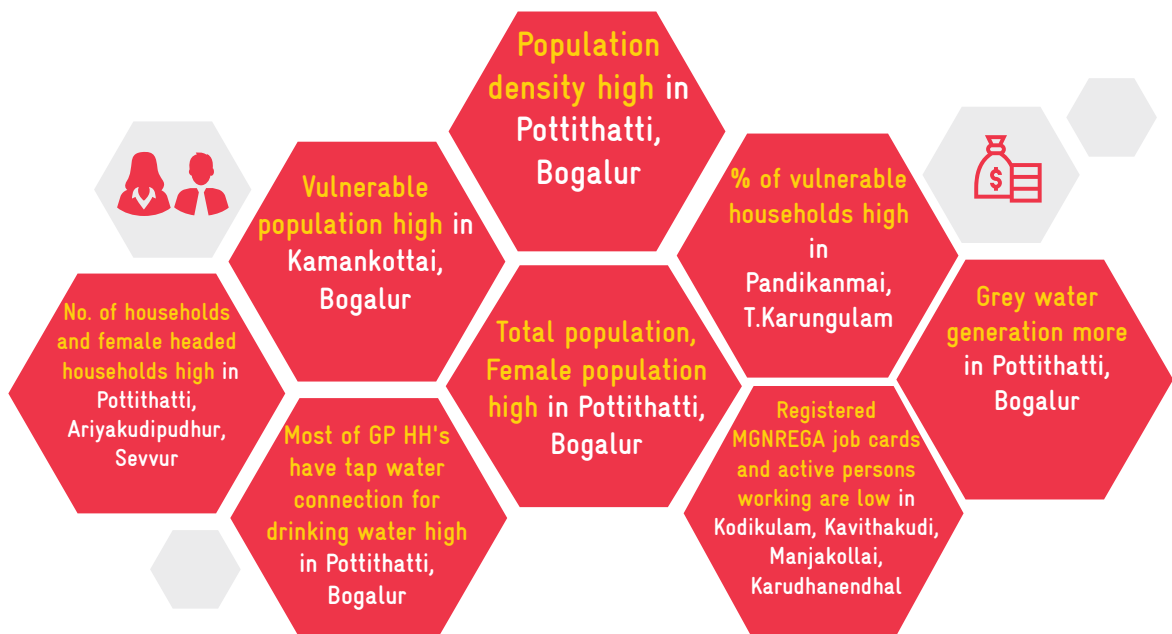 Population
density high in
Pottithatti,
Bogalur
Vulnerable
population high in
Kamankottai,
Bogalur
% of vulnerable
households high
in
Pandikanmai,
T.Karungulam
No. of households
and female headed
households high in
Pottithatti,
Ariyakudipudhur,
Sevvur
Total population,
Female population
high in Pottithatti,
Bogalur
Grey water
generation more
in Pottithatti,
Bogalur
Most of GP HH's
have tap water
connection for
drinking water high
in Pottithatti,
Bogalur
Registered
MGNREGA job cards
and active persons
working are low in
Kodikulam, Kavithakudi,
Manjakollai,
Karudhanendhal
$